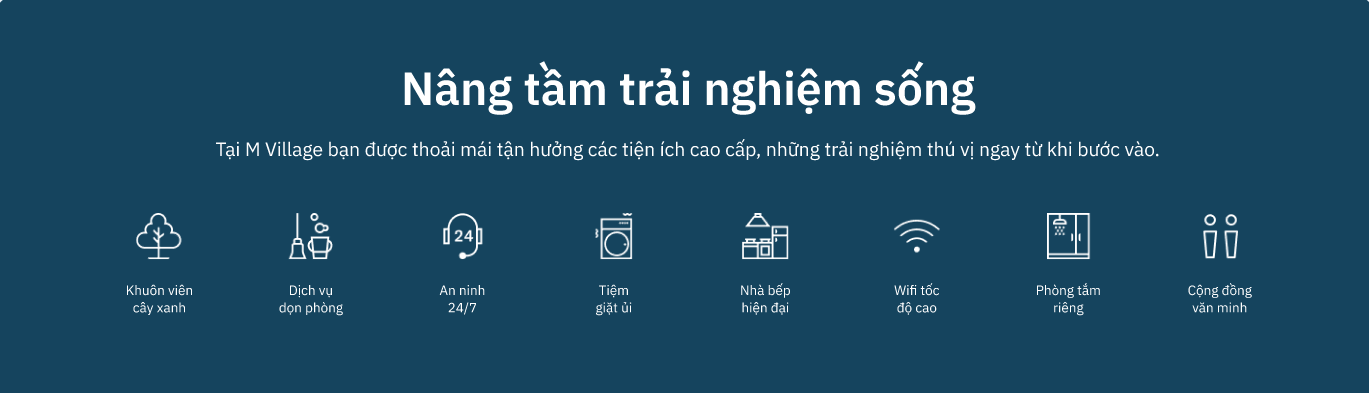 Nâng tầm trải nghiệm sống
Tại M Village bạn được thoải mái tận hưởng các tiện ích cao cấp, những trải nghiệm thú vị ngay từ khi bước vào.
24
Khuôn viên
cây xanh
Dịch vụ
dọn phòng
An ninh
24/7
Tiệm
giặt ủi
Nhà bếp
hiện đại
Wifi tốc
độ cao
Phòng tắm
riêng
Cộng đồng
văn minh